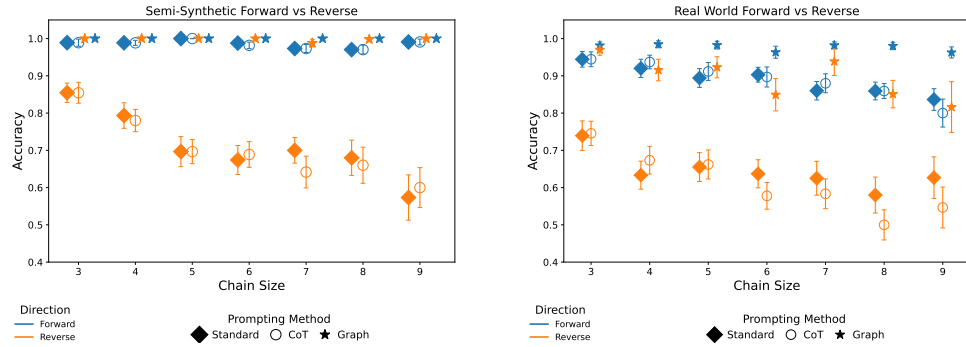 Semi-Synthetic Forward vs Reverse
1.0
0.9
0.8
0.7
0.6
0.5
0.4
Accuracy
3 4 5 6 7 8 9
Chain Size
Direction
Forward
Reverse
Prompting Method
Standard CoT Graph
Real World Forward vs Reverse
1.0
0.9
0.8
0.7
0.6
0.5
0.4
Accuracy
3 4 5 6 7 8 9
Chain Size
Direction
Forward
Reverse
Prompting Method
Standard CoT Graph